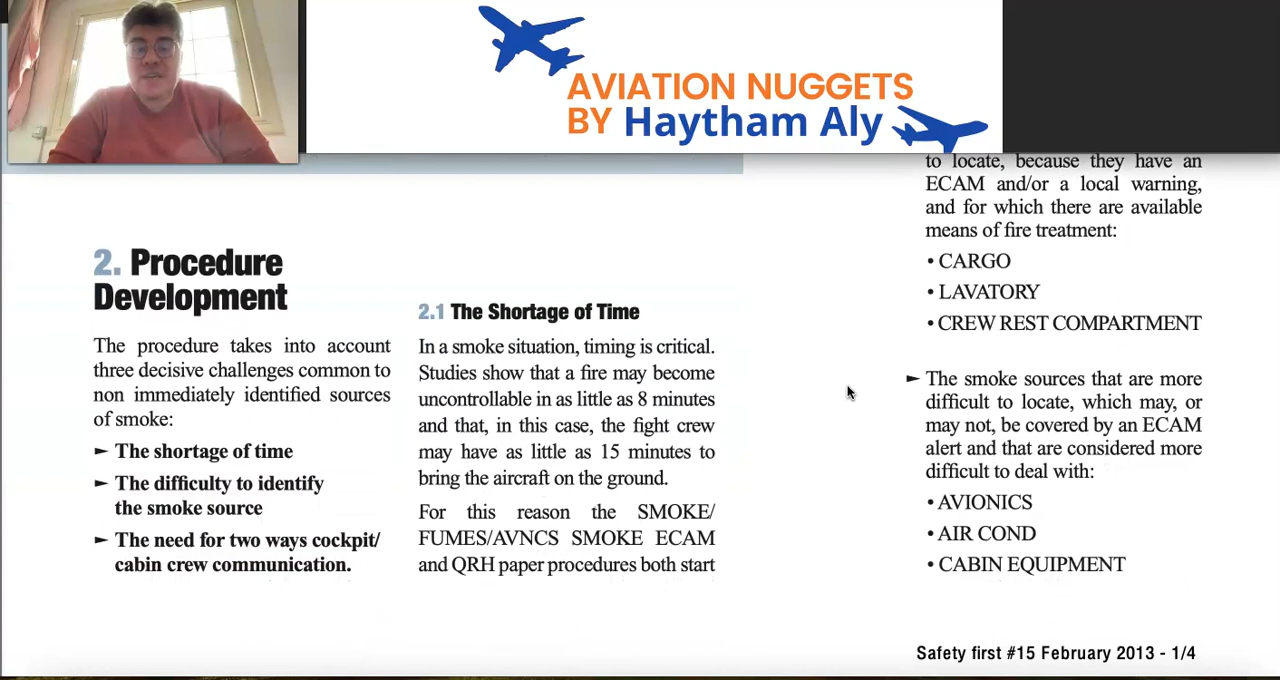 AVIATION NUGGETS
BY Haytham Aly
2. Procedure
Development
The procedure takes into account
three decisive challenges common to
non immediately identified sources
of smoke:
► The shortage of time
► The difficulty to identify
the smoke source
► The need for two ways cockpit/
cabin crew communication.
2.1 The Shortage of Time
In a smoke situation, timing is critical.
Studies show that a fire may become
uncontrollable in as little as 8 minutes
and that, in this case, the fight crew
may have as little as 15 minutes to
bring the aircraft on the ground.
For this reason the SMOKE/
FUMES/AVNCS SMOKE ECAM
and QRH paper procedures both start
to locate, because they have an
ECAM and/or a local warning,
and for which there are available
means of fire treatment:
• CARGO
• LAVATORY
• CREW REST COMPARTMENT
► The smoke sources that are more
difficult to locate, which may, or
may not, be covered by an ECAM
alert and that are considered more
difficult to deal with:
• AVIONICS
• AIR COND
• CABIN EQUIPMENT
Safety first #15 February 2013 - 1/4